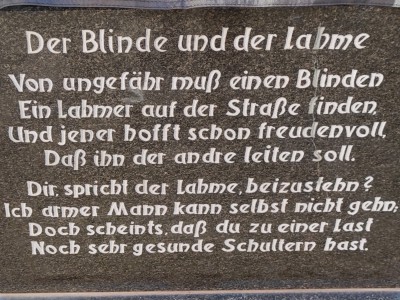 Der Blinde und der Lahme
Von ungefähr muß einen Blinden
Ein Lahmer auf der Straße finden,
Und jener hofft schon freudenvoll,
Daß ihn der andre leiten soll.
Dir, spricht der Lahme, beizustehn?
Ich armer Mann kann selbst nicht gehn;
Doch scheints, daß du zu einer Last
Noch sehr gesunde Schultern hast.